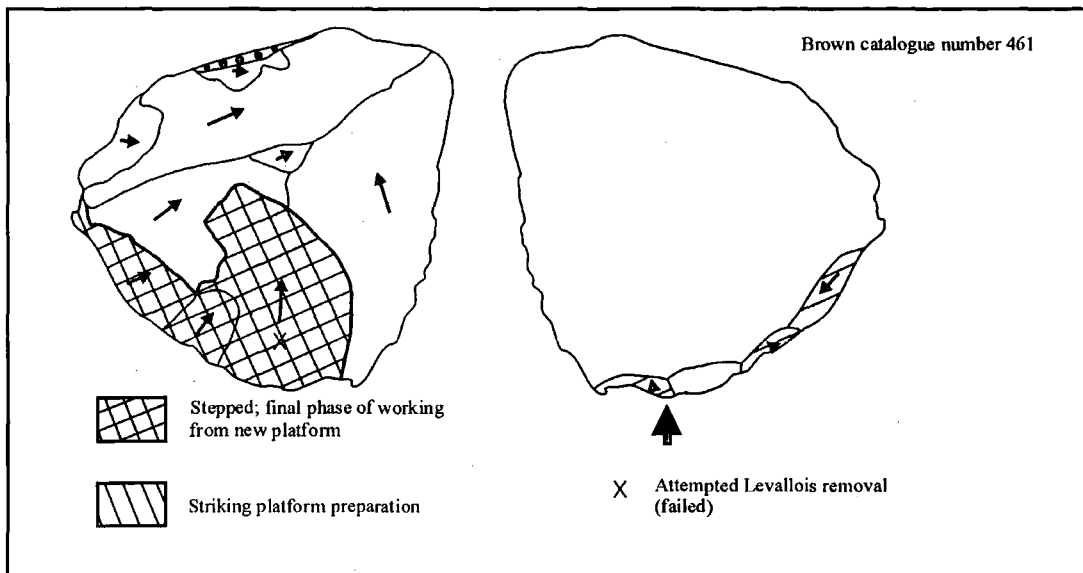 Brown catalogue number 461
Stepped; final phase of working
from new platform
Striking platform preparation
X Attempted Levallois removal
(failed)